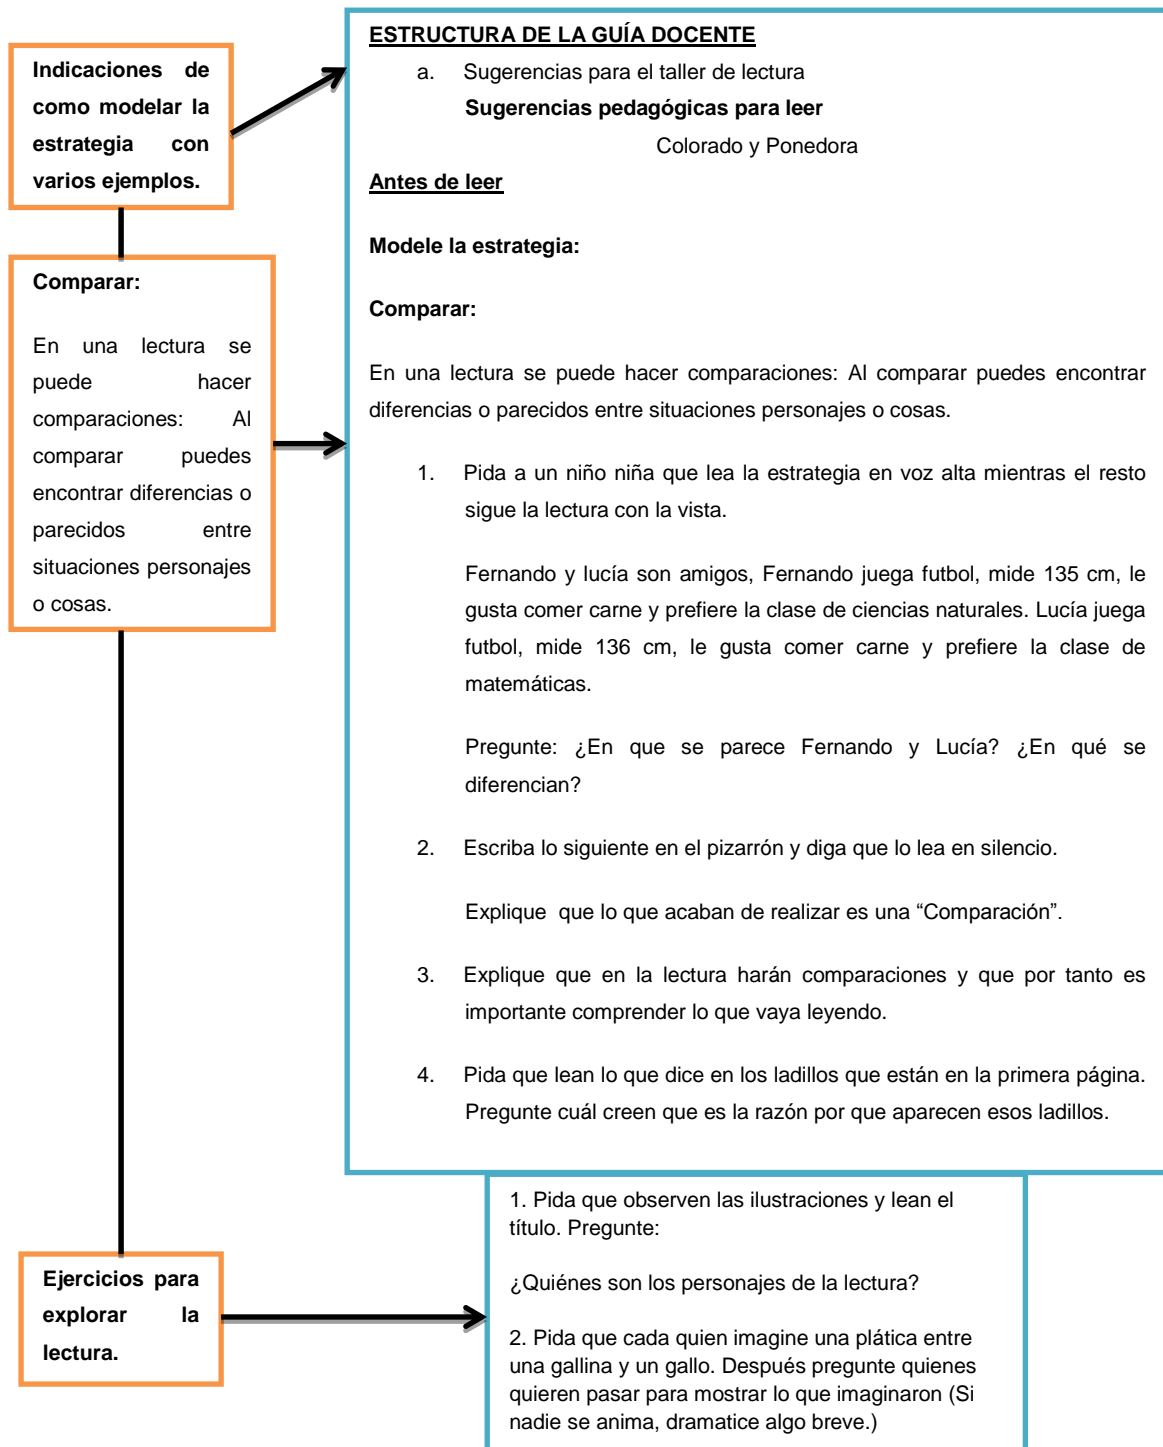 Indicaciones de
como modelar la
estrategia con
varios ejemplos.
Comparar:
En una lectura se
puede hacer
comparaciones: Al
comparar puedes
encontrar diferencias o
parecidos entre
situaciones personajes
o cosas.
Ejercicios para
explorar la
lectura.
ESTRUCTURA DE LA GUÍA DOCENTE
a. Sugerencias para el taller de lectura
Sugerencias pedagógicas para leer
Colorado y Ponedora
Antes de leer
Modele la estrategia:
Comparar:
En una lectura se puede hacer comparaciones: Al comparar puedes encontrar
diferencias o parecidos entre situaciones personajes o cosas.
1. Pida a un niño niña que lea la estrategia en voz alta mientras el resto
sigue la lectura con la vista.
Fernando y lucía son amigos, Fernando juega futbol, mide 135 cm, le
gusta comer carne y prefiere la clase de ciencias naturales. Lucía juega
futbol, mide 136 cm, le gusta comer carne y prefiere la clase de
matemáticas.
Pregunte: ¿En que se parece Fernando y Lucía? ¿En qué se
diferencian?
2. Escriba lo siguiente en el pizarrón y diga que lo lea en silencio.
Explique que lo que acaban de realizar es una “Comparación”.
3. Explique que en la lectura harán comparaciones y que por tanto es
importante comprender lo que vaya leyendo.
4. Pida que lean lo que dice en los ladillos que están en la primera página.
Pregunte cuál creen que es la razón por que aparecen esos ladillos.
1. Pida que observen las ilustraciones y lean el
título. Pregunte:
¿Quiénes son los personajes de la lectura?
2. Pida que cada quien imagine una plática entre
una gallina y un gallo. Después pregunte quienes
quieren pasar para mostrar lo que imaginaron (Si
nadie se anima, dramatice algo breve.)